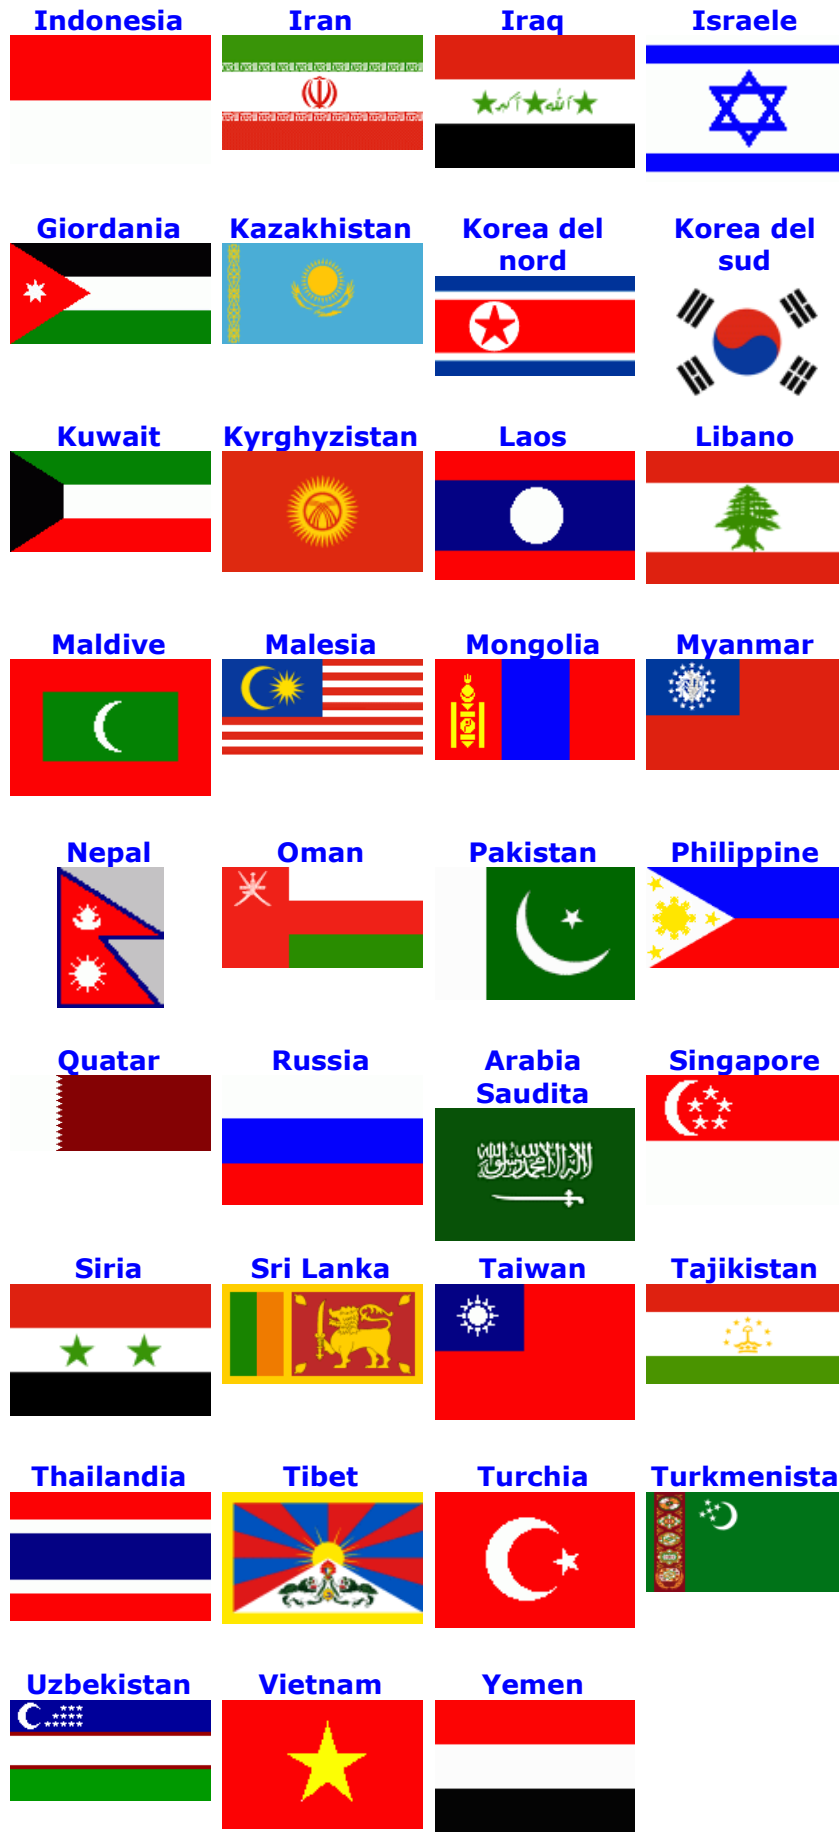 Indonesia
Iran
Iraq
Israele
Giordania
Kazakhistan
Korea del
nord
Korea del
sud
Kuwait
Kyrghyzistan
Laos
Libano
Maldive
Malesia
Mongolia
Myanmar
Nepal
Oman
Pakistan
Philippine
Quatar
Russia
Arabia
Saudita
Singapore
Siria
Sri Lanka
Taiwan
Tajikistan
Thailandia
Tibet
Turchia
Turkmenista
Uzbekistan
Vietnam
Yemen